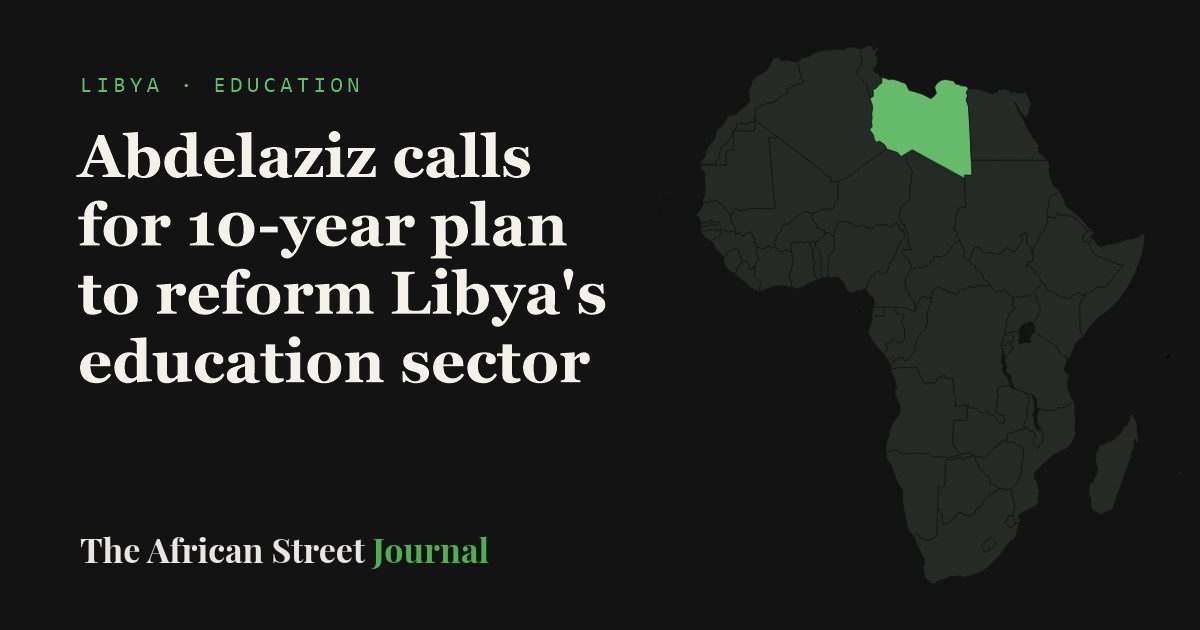 LIBYA · EDUCATION
Abdelaziz calls
for 10-year plan
to reform Libya's
education sector
The African Street Journal